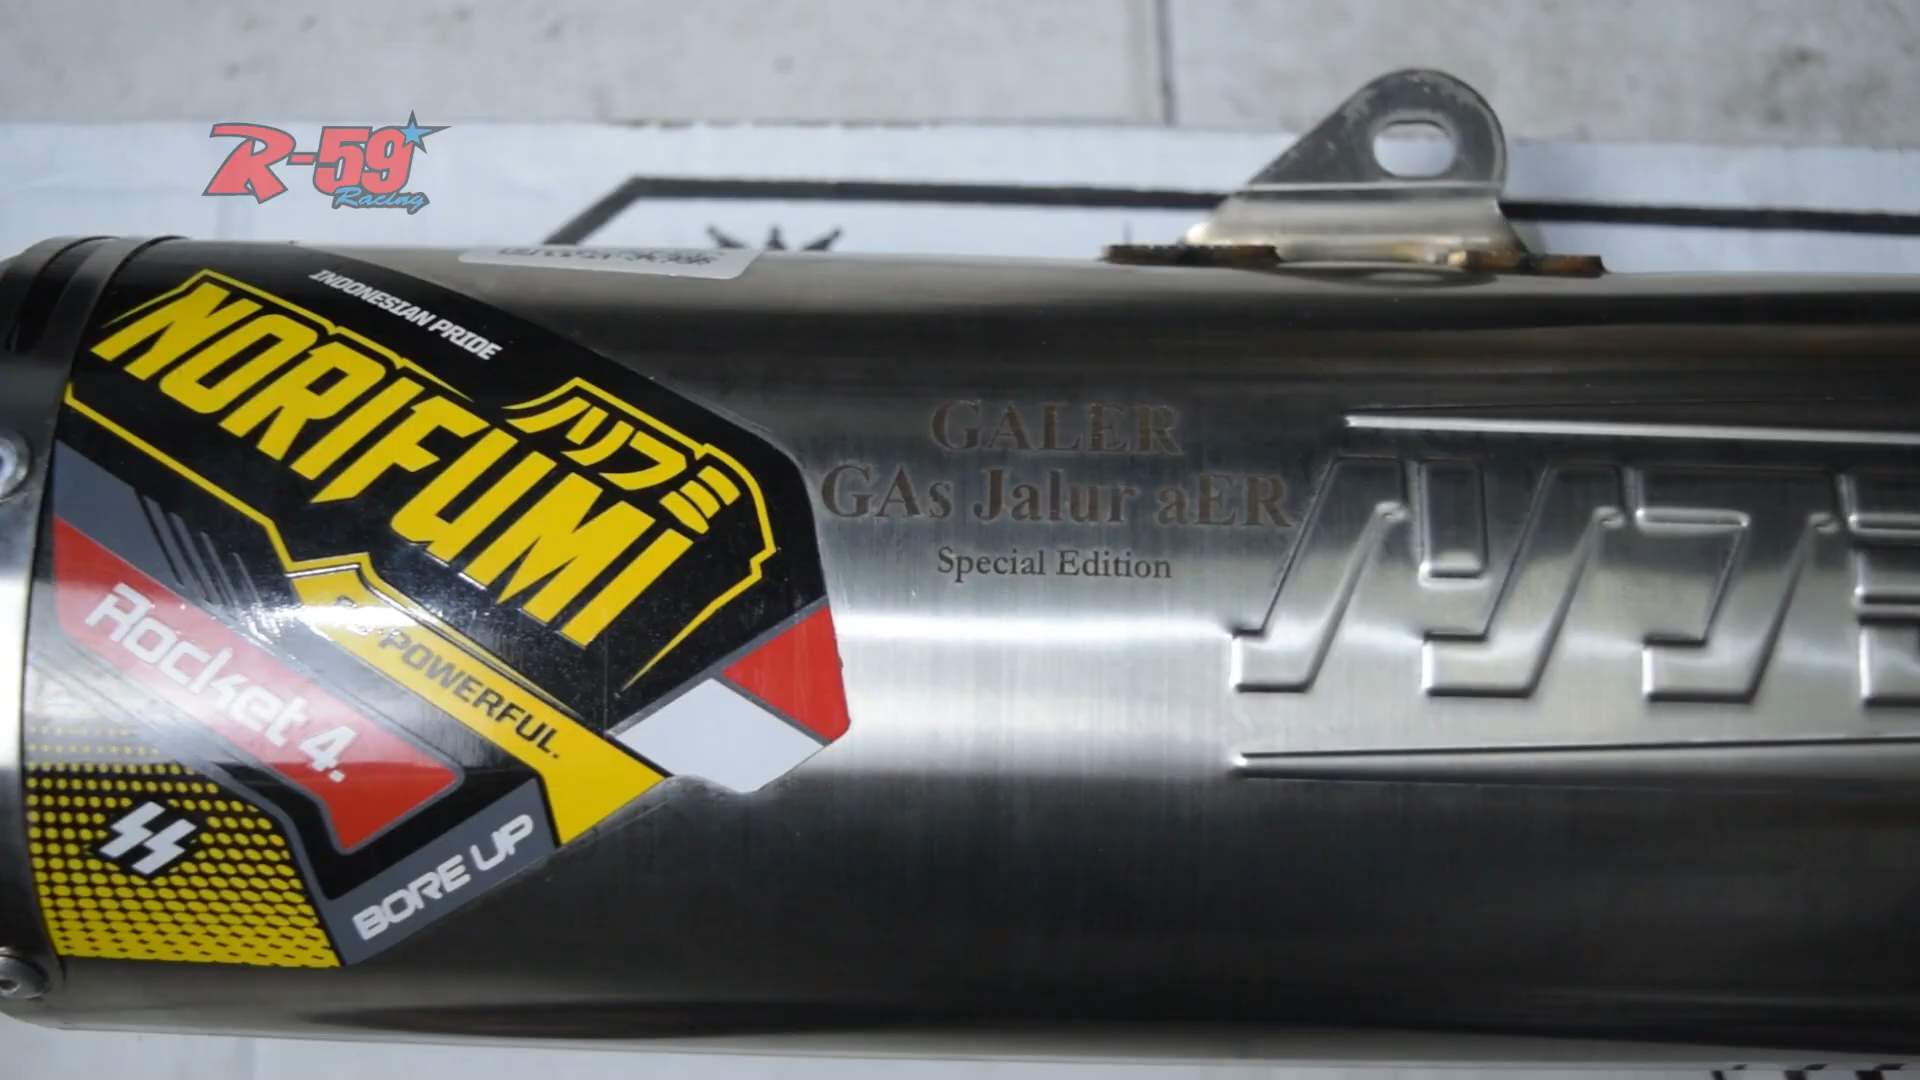 R-59
Racing
INDONESIAN PRIDE
NORIFUMI
ノリフミ
POWERFUL.
Rocket 4.
BORE UP
GALER
GAs Jalur aER
Special Edition